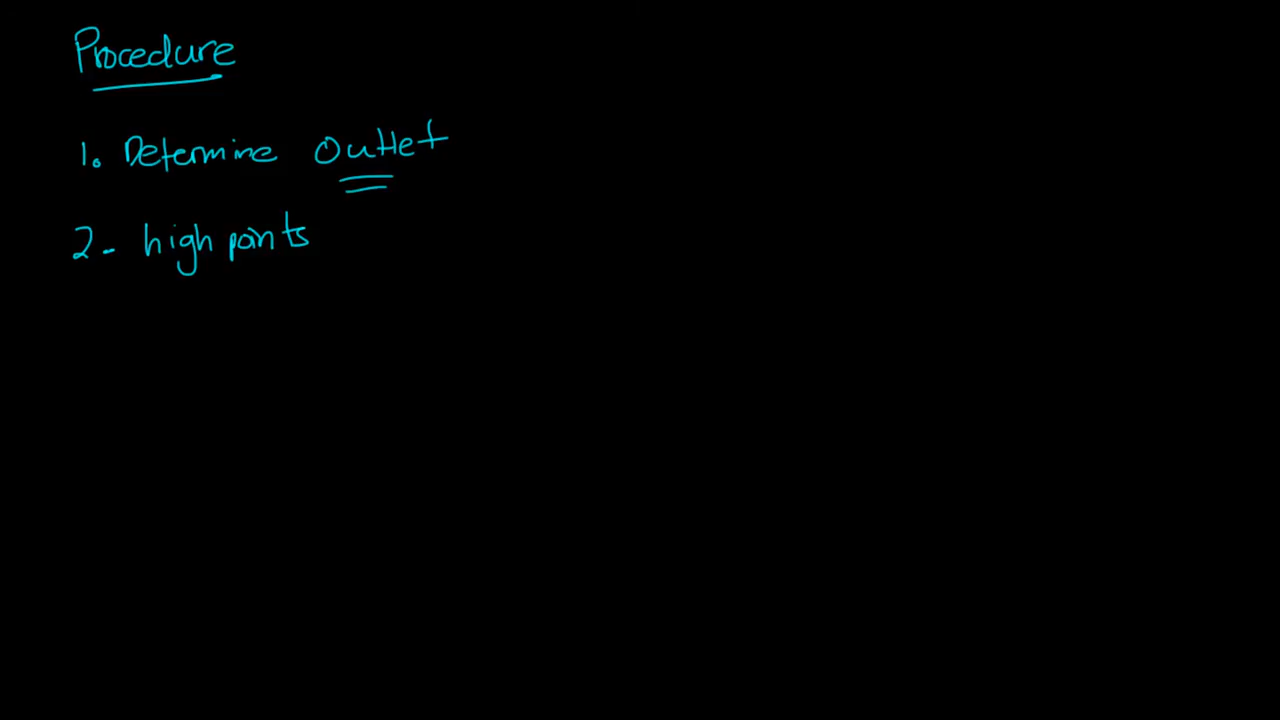 Procedure
1. Determine Outlet
2- high points